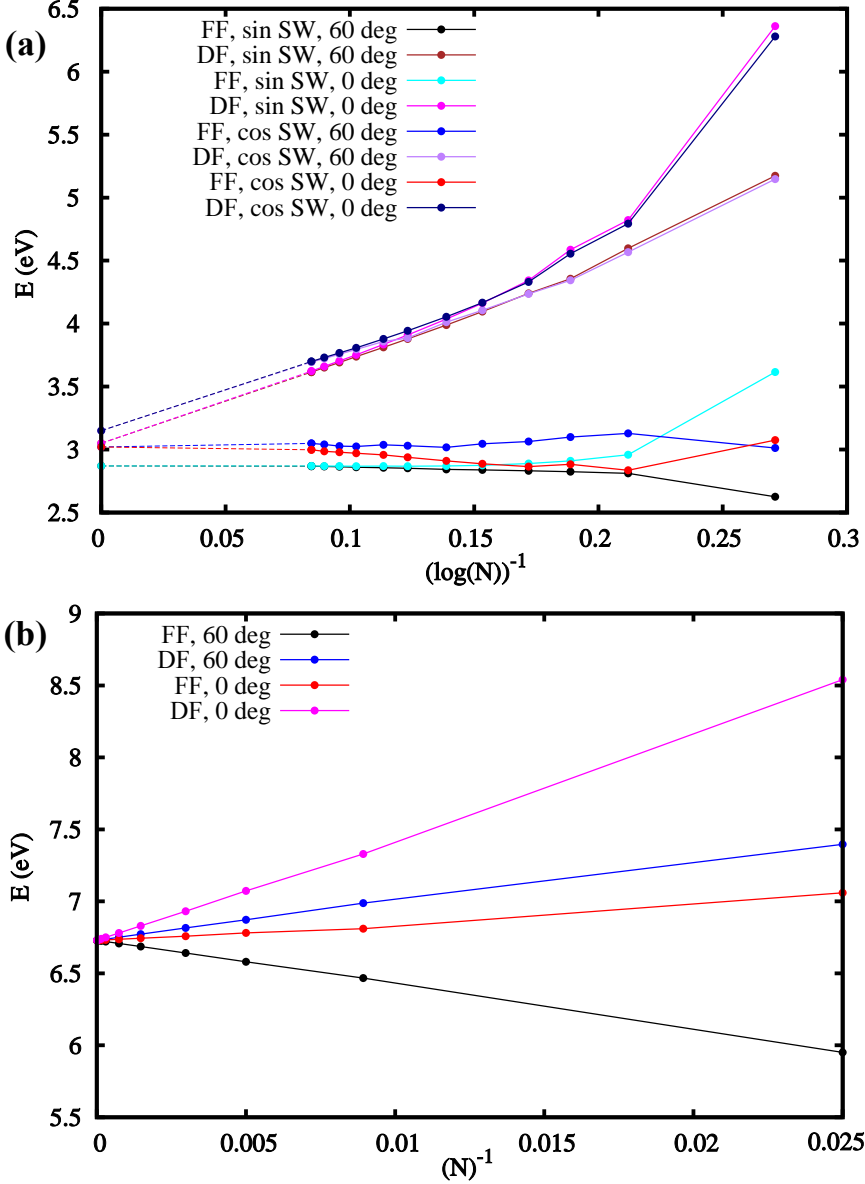 (a)
FF, sin SW, 60 deg
DF, sin SW, 60 deg
FF, sin SW, 0 deg
DF, sin SW, 0 deg
FF, cos SW, 60 deg
DF, cos SW, 60 deg
FF, cos SW, 0 deg
DF, cos SW, 0 deg
6.5
6
5.5
5
4.5
4
3.5
3
2.5
E (eV)
0 0.05 0.1 0.15 0.2 0.25 0.3
(log(N))⁻¹
(b)
FF, 60 deg
DF, 60 deg
FF, 0 deg
DF, 0 deg
9
8.5
8
7.5
7
6.5
6
5.5
E (eV)
0 0.005 0.01 0.015 0.02 0.025
(N)⁻¹